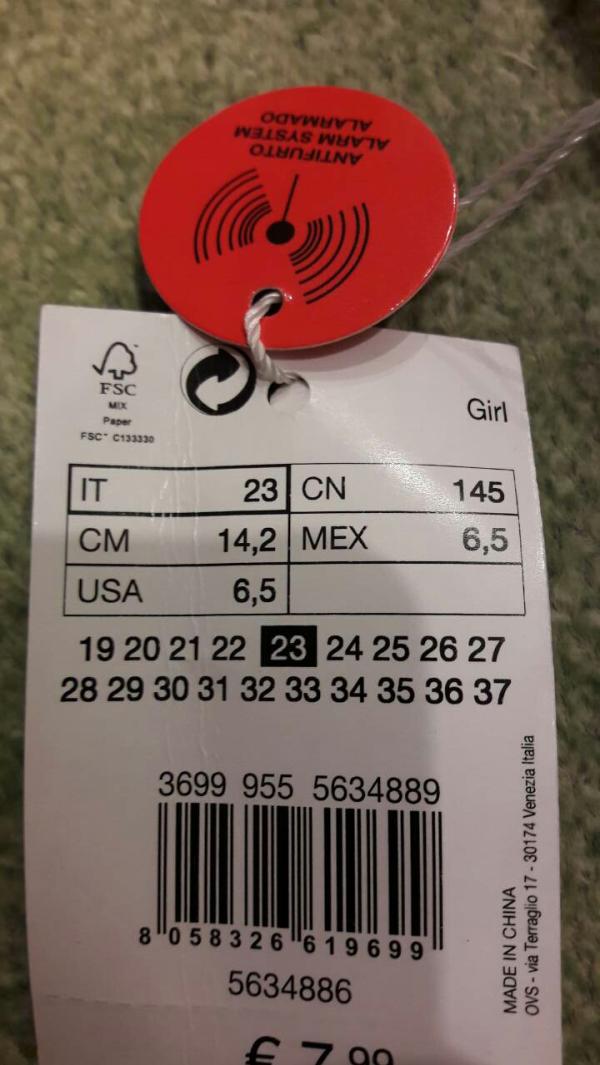 ANTIFURTO
ALARM SYSTEM
ALARMADO
FSC
MIX
Paper
FSC™ C133330
Girl
IT 23 CN 145
CM 14,2 MEX 6,5
USA 6,5
19 20 21 22 23 24 25 26 27
28 29 30 31 32 33 34 35 36 37
3699 955 5634889
8 058326 619699
5634886
€ 7,99
MADE IN CHINA
OVS - via Terraglio 17 - 30174 Venezia Italia